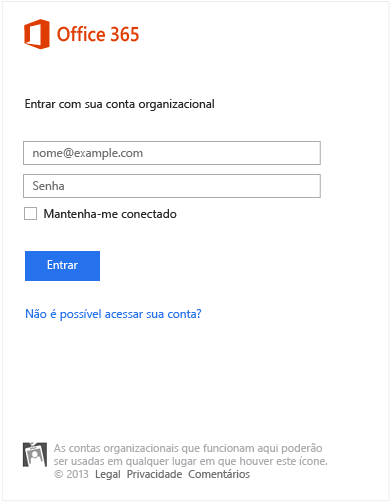 Office 365
Entrar com sua conta organizacional
nome@example.com
Senha
Mantenha-me conectado
Entrar
Não é possível acessar sua conta?
As contas organizacionais que funcionam aqui poderão
ser usadas em qualquer lugar em que houver este ícone.
© 2013 Legal Privacidade Comentários